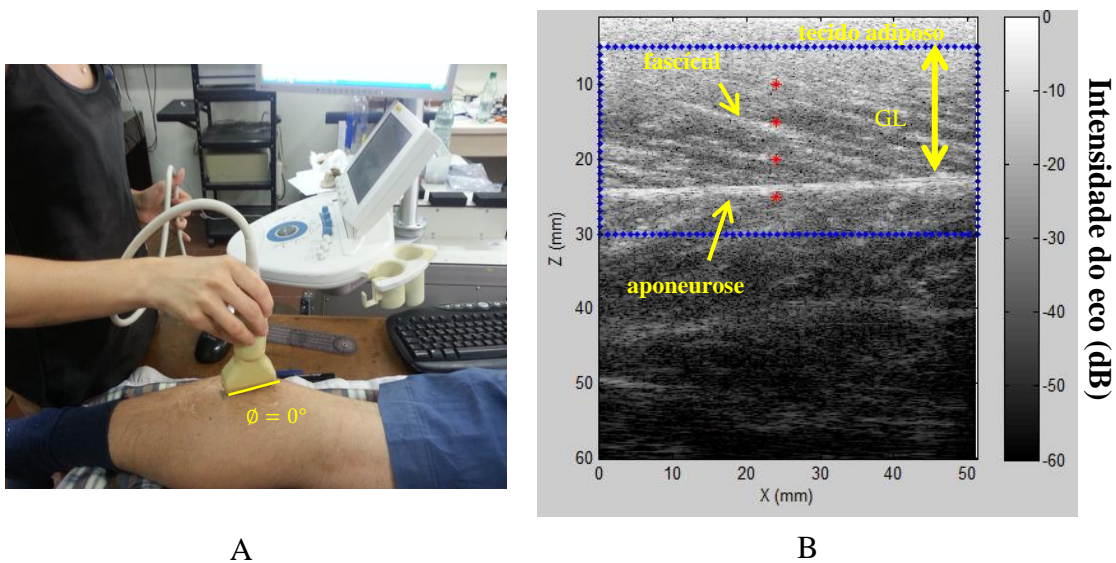 Ø = 0°
A
tecido adiposo
fascicul
GL
aponeurose
10
20
30
40
50
60
Z (mm)
0
10
20
30
40
50
X (mm)
0
-10
-20
-30
-40
-50
-60
Intensidade do eco (dB)
B